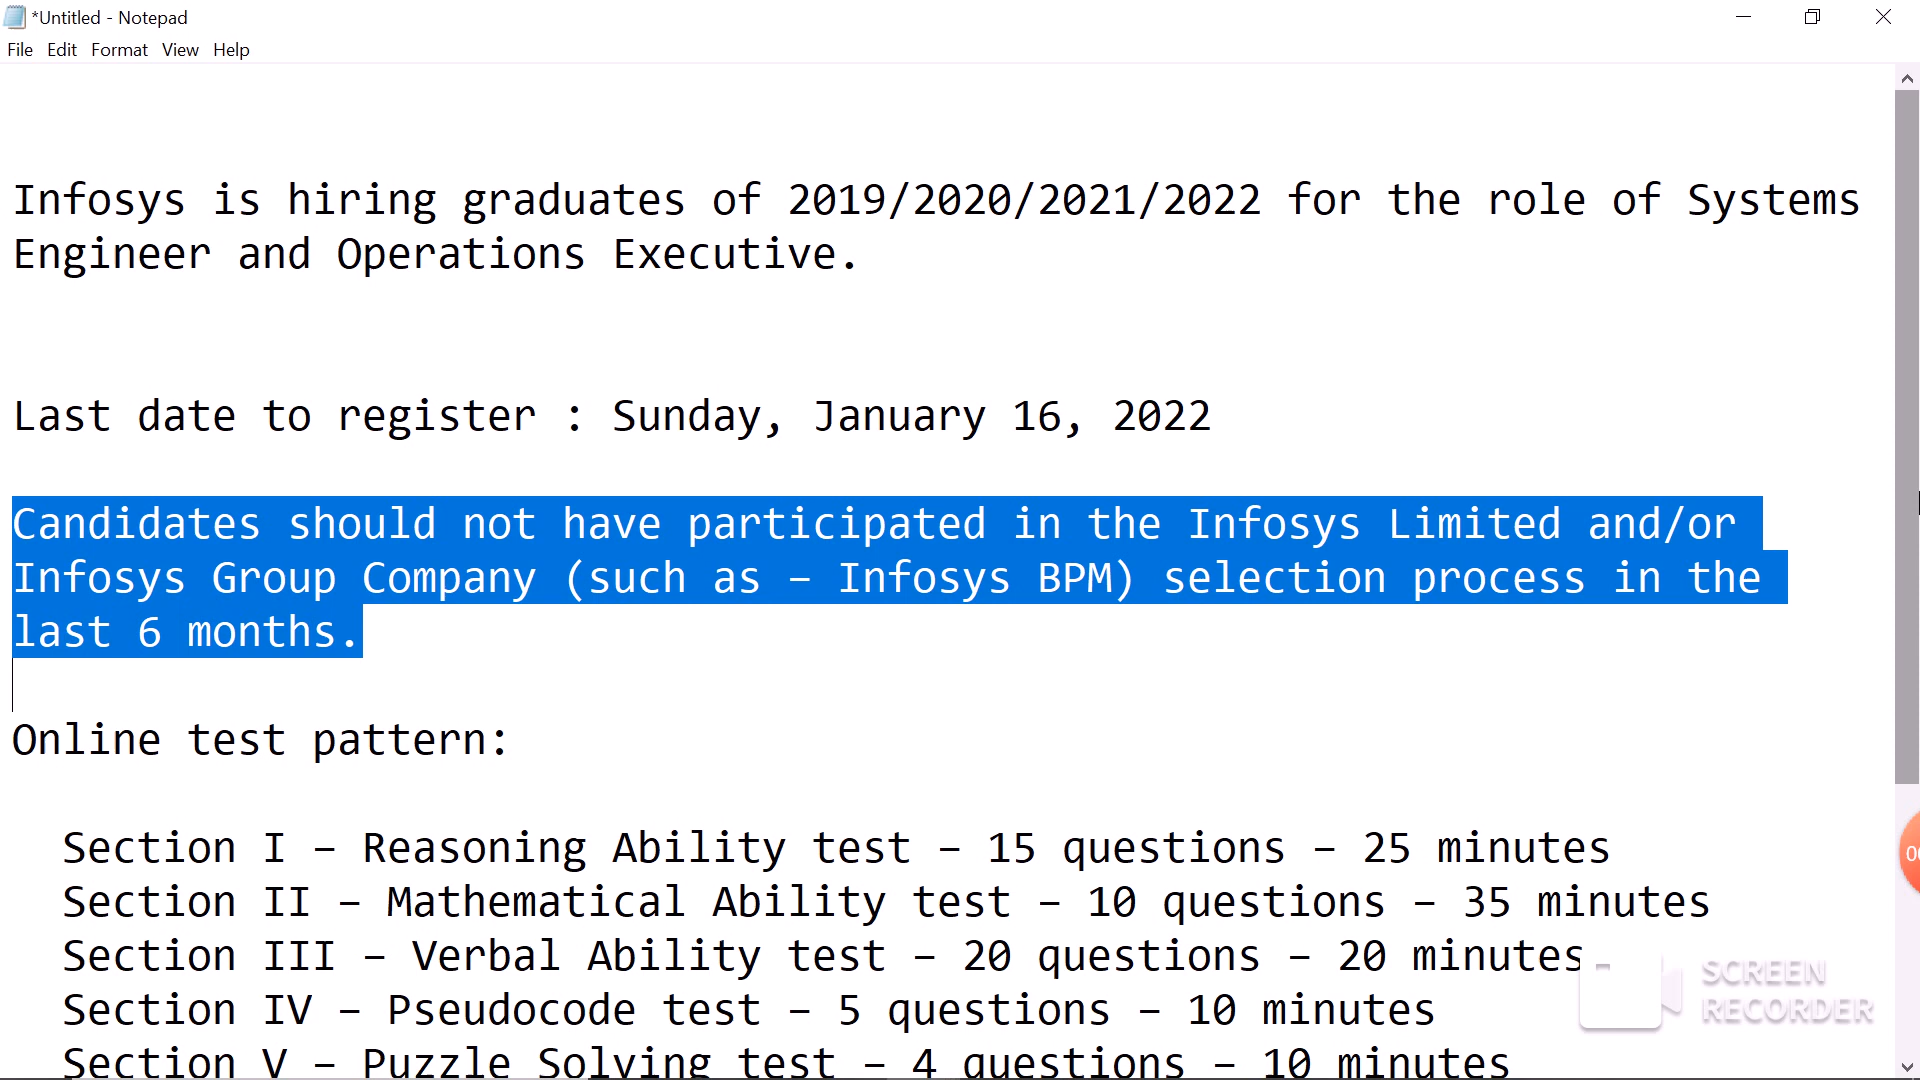 *Untitled - Notepad
File Edit Format View Help
Infosys is hiring graduates of 2019/2020/2021/2022 for the role of Systems
Engineer and Operations Executive.
Last date to register : Sunday, January 16, 2022
Candidates should not have participated in the Infosys Limited and/or
Infosys Group Company (such as – Infosys BPM) selection process in the
last 6 months.
Online test pattern:
Section I – Reasoning Ability test – 15 questions – 25 minutes
Section II – Mathematical Ability test – 10 questions – 35 minutes
Section III – Verbal Ability test – 20 questions – 20 minutes
Section IV – Pseudocode test – 5 questions – 10 minutes
Section V – Puzzle Solving test – 4 questions – 10 minutes
SCREEN
RECORDER